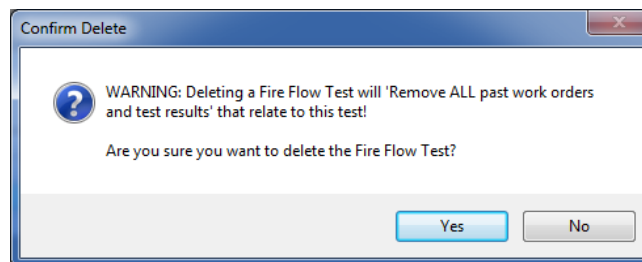 Confirm Delete
WARNING: Deleting a Fire Flow Test will 'Remove ALL past work orders
and test results' that relate to this test!
Are you sure you want to delete the Fire Flow Test?
Yes
No